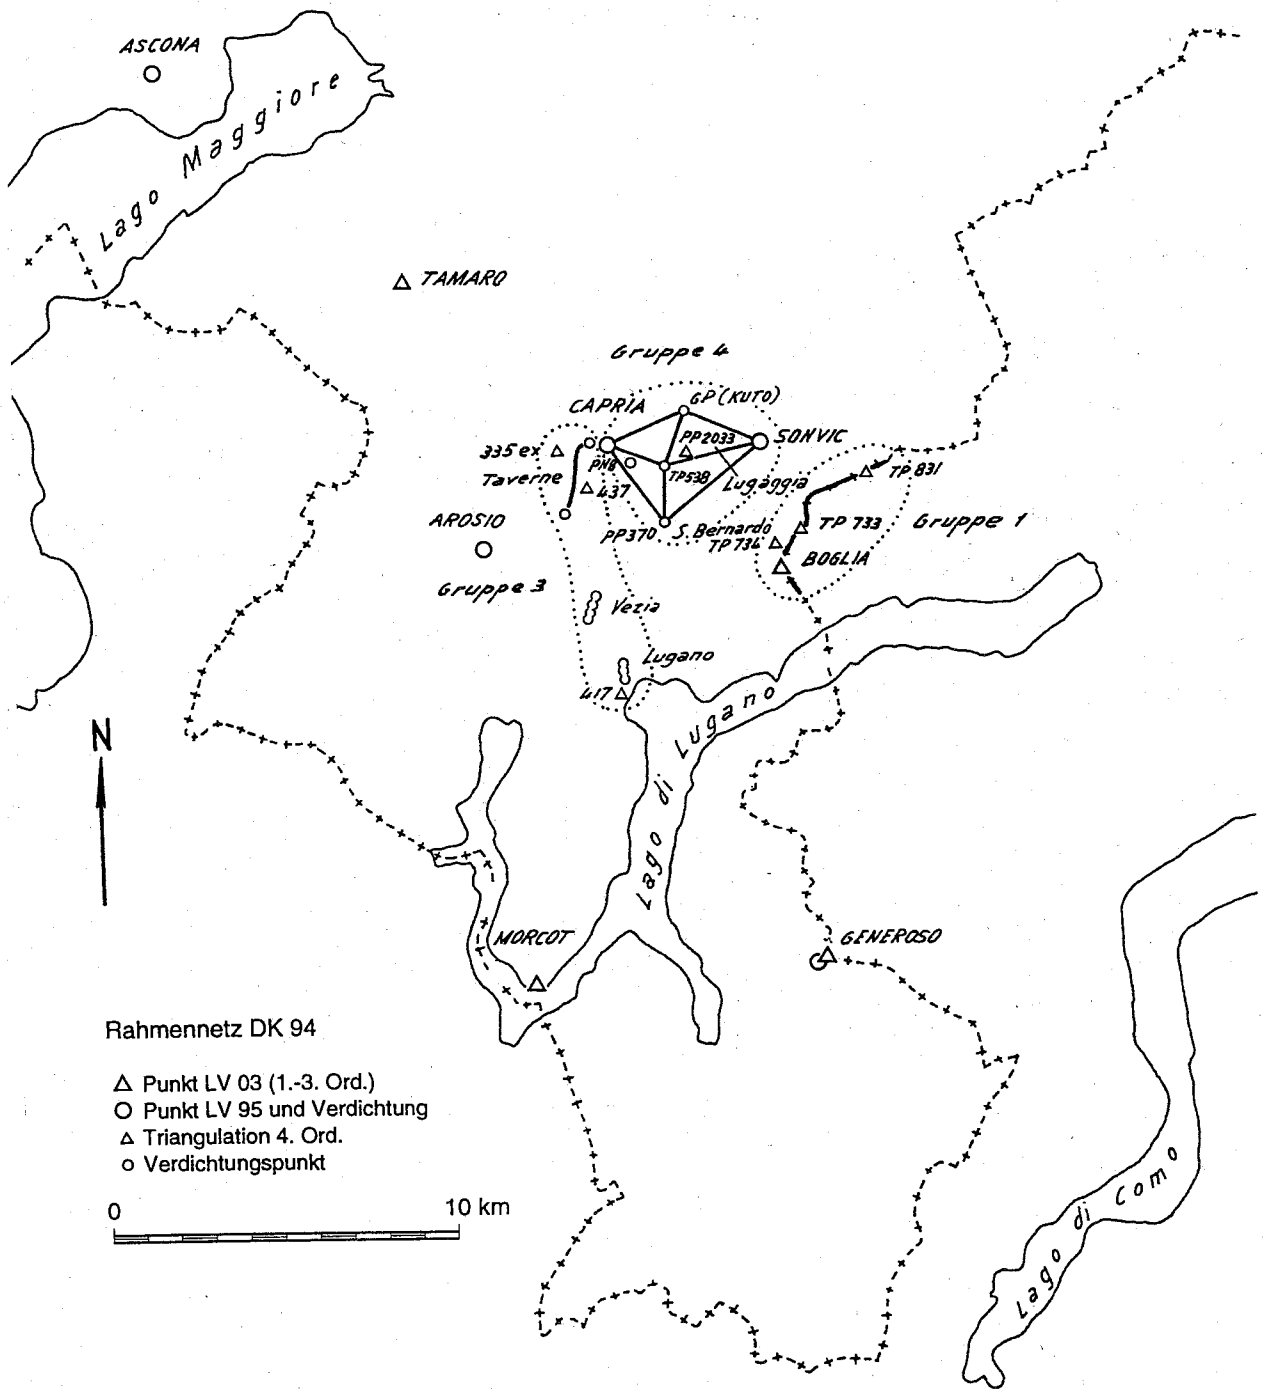 ASCONA
Lago Maggiore
TAMARO
Gruppe 4
GP (KUTO)
CAPRIA
SONVIC
PP2033
335 ex
PN8
TP538
Lugaggia
TP 831
Taverne
437
AROSIO
PP370
S. Bernardo
TP 733
Gruppe 1
TP 734
BOGLIA
Gruppe 3
Vezia
Lugano
417
Lago di Lugano
N
MORCOT
GENEROSO
Rahmennetz DK 94
Punkt LV 03 (1.-3. Ord.)
Punkt LV 95 und Verdichtung
Triangulation 4. Ord.
Verdichtungspunkt
0 10 km
Lago di Como